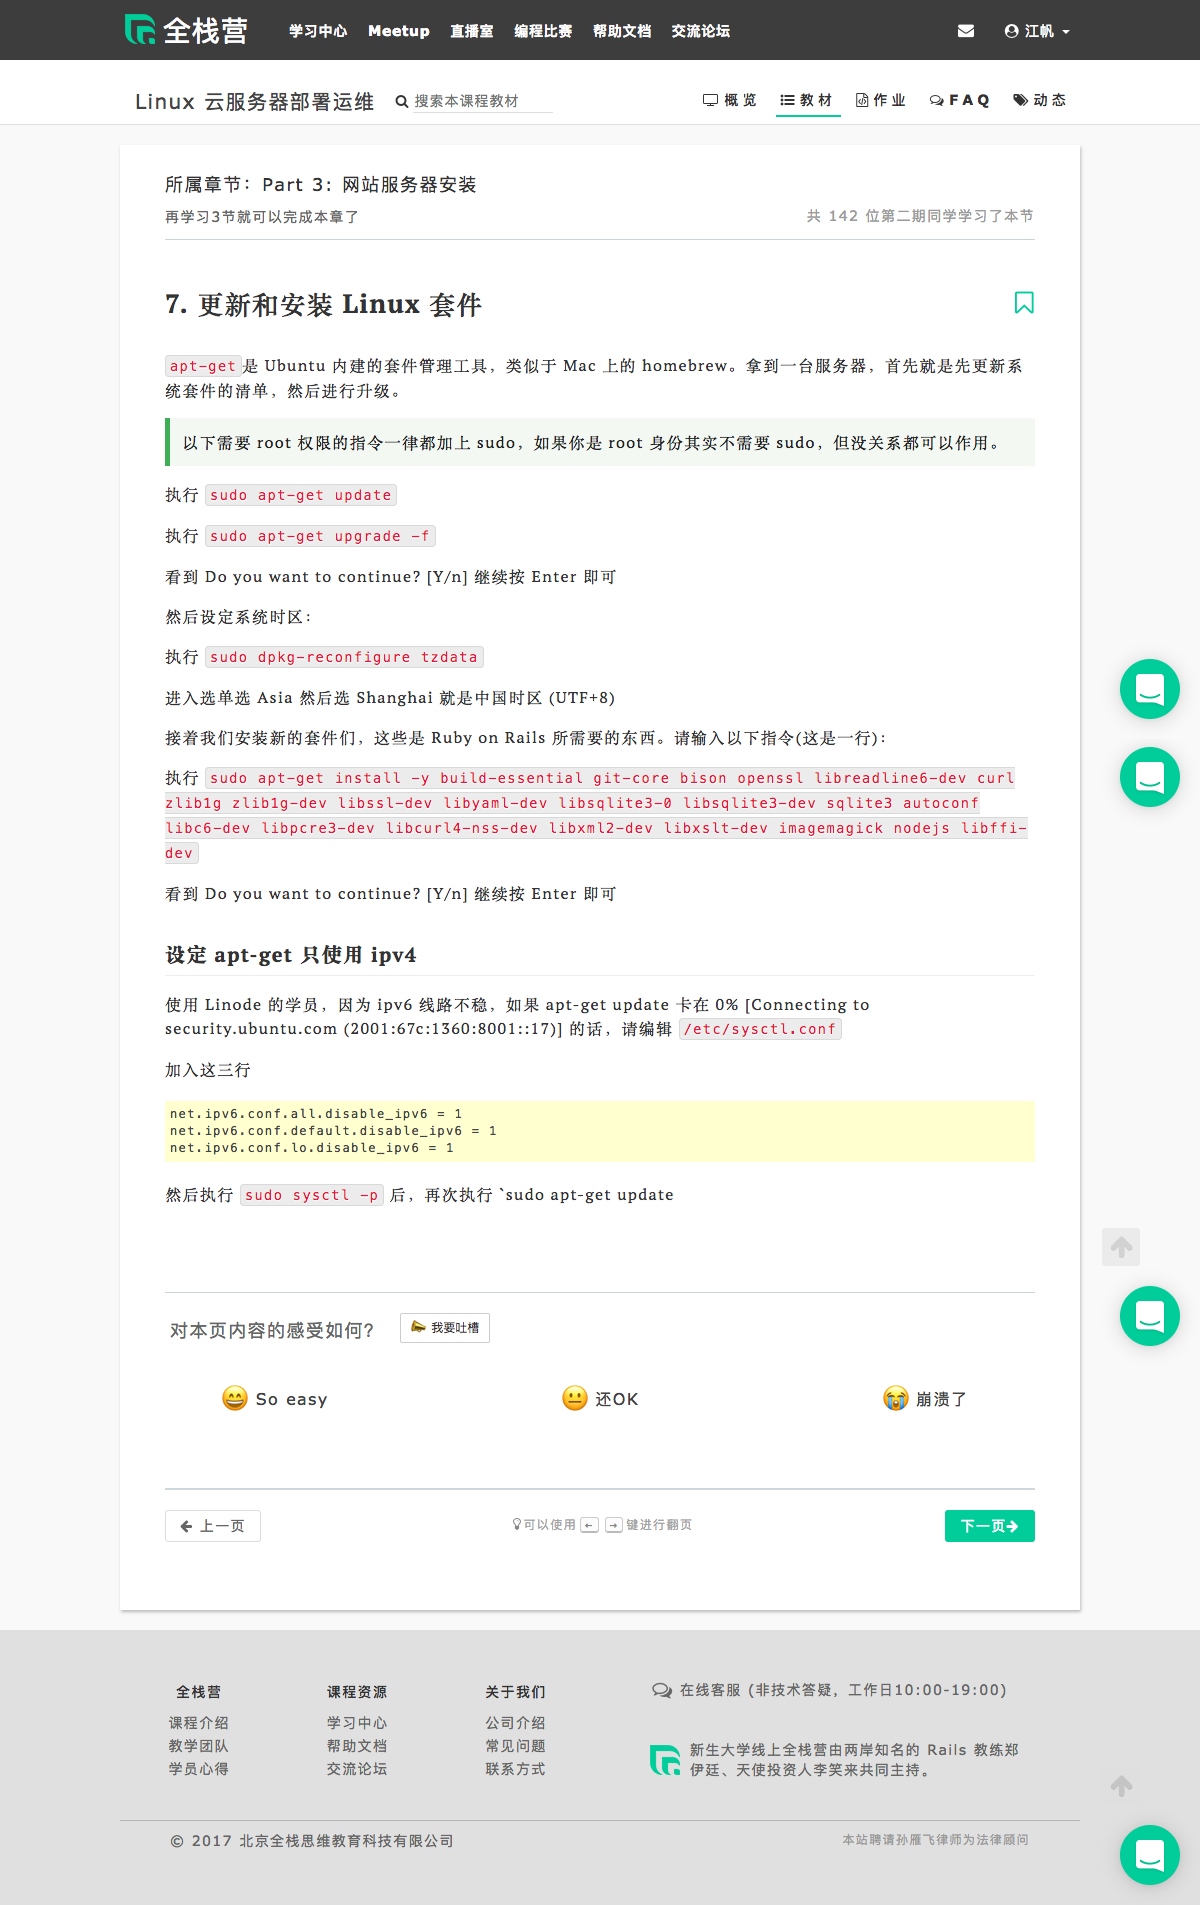 全栈营 学习中心 Meetup 直播室 编程比赛 帮助文档 交流论坛 江帆
Linux 云服务器部署运维 搜索本课程教材 概览 教材 作业 FAQ 动态
所属章节：Part 3: 网站服务器安装
再学习3节就可以完成本章了 共 142 位第二期同学学习了本节
7. 更新和安装 Linux 套件
apt-get是 Ubuntu 内建的套件管理工具，类似于 Mac 上的 homebrew。拿到一台服务器，首先就是先更新系
统套件的清单，然后进行升级。
以下需要 root 权限的指令一律都加上 sudo，如果你是 root 身份其实不需要 sudo，但没关系都可以作用。
执行 sudo apt-get update
执行 sudo apt-get upgrade -f
看到 Do you want to continue? [Y/n] 继续按 Enter 即可
然后设定系统时区：
执行 sudo dpkg-reconfigure tzdata
进入选单选 Asia 然后选 Shanghai 就是中国时区 (UTF+8)
接着我们安装新的套件们，这些是 Ruby on Rails 所需要的东西。请输入以下指令(这是一行)：
执行 sudo apt-get install -y build-essential git-core bison openssl libreadline6-dev curl
zlib1g zlib1g-dev libssl-dev libyaml-dev libsqlite3-0 libsqlite3-dev sqlite3 autoconf
libc6-dev libpcre3-dev libcurl4-nss-dev libxml2-dev libxslt-dev imagemagick nodejs libffi-
dev
看到 Do you want to continue? [Y/n] 继续按 Enter 即可
设定 apt-get 只使用 ipv4
使用 Linode 的学员，因为 ipv6 线路不稳，如果 apt-get update 卡在 0% [Connecting to
security.ubuntu.com (2001:67c:1360:8001::17)] 的话，请编辑 /etc/sysctl.conf
加入这三行
net.ipv6.conf.all.disable_ipv6 = 1
net.ipv6.conf.default.disable_ipv6 = 1
net.ipv6.conf.lo.disable_ipv6 = 1
然后执行 sudo sysctl -p 后，再次执行 `sudo apt-get update
对本页内容的感受如何? 我要吐槽
So easy 还OK 崩溃了
上一页 可以使用 ← → 键进行翻页 下一页
全栈营 课程资源 关于我们 在线客服 (非技术答疑，工作日10:00-19:00)
课程介绍 学习中心 公司介绍
教学团队 帮助文档 常见问题 新生大学线上全栈营由两岸知名的 Rails 教练郑
学员心得 交流论坛 联系方式 伊廷、天使投资人李笑来共同主持。
© 2017 北京全栈思维教育科技有限公司 本站聘请孙雁飞律师为法律顾问